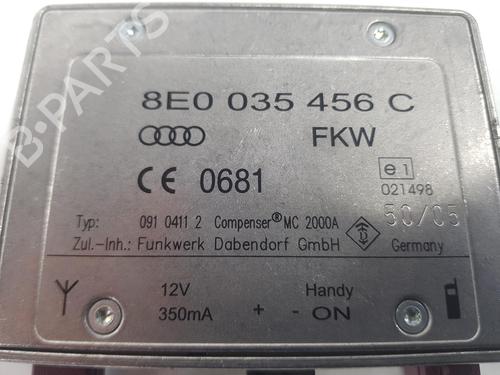 B-PARTS
8E0 035 456 C
FKW
CE 0681
e1
021498
50/05
Typ: 091 0411 2 Compenser® MC 2000A
Zul.-Inh.: Funkwerk Dabendorf GmbH Germany
12V Handy
350mA + - ON